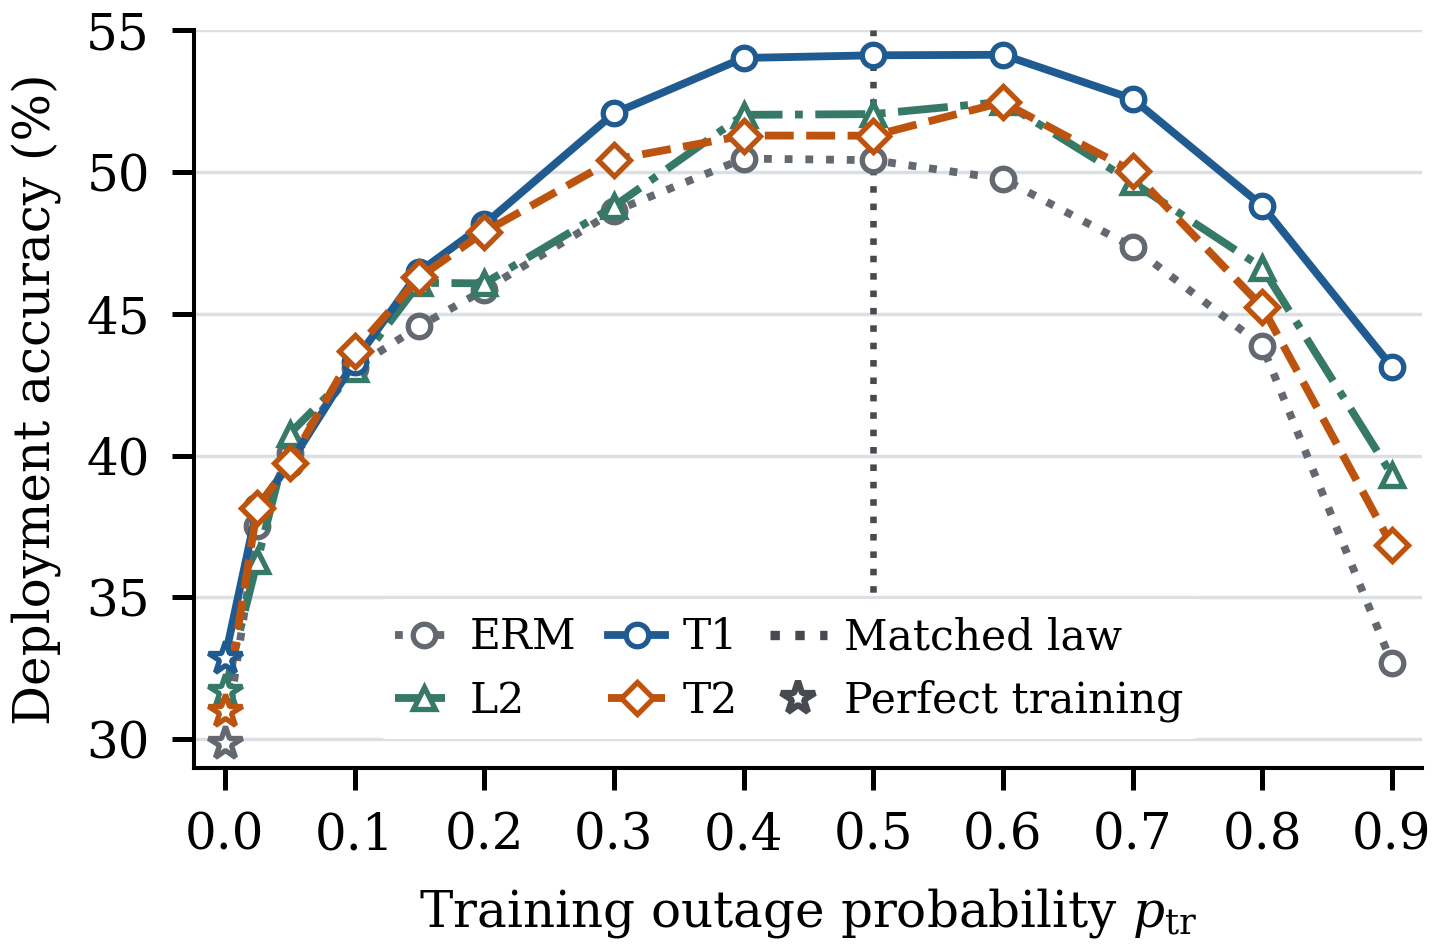 Deployment accuracy (%)
55
50
45
40
35
30
ERM T1 Matched law
L2 T2 Perfect training
0.0 0.1 0.2 0.3 0.4 0.5 0.6 0.7 0.8 0.9
Training outage probability p_tr